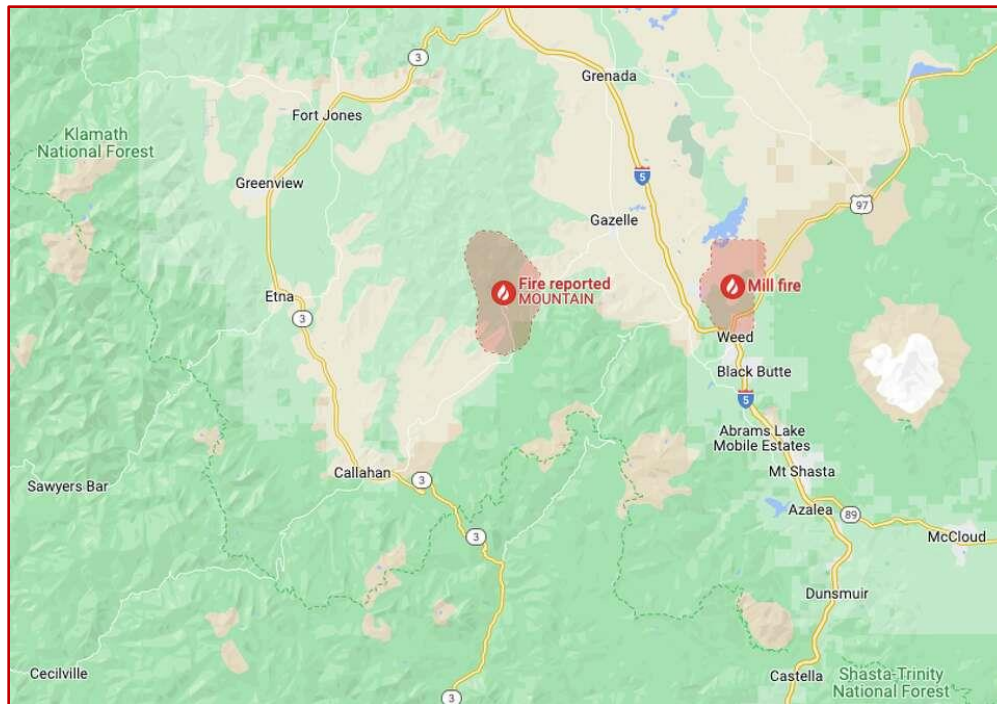 3
Grenada
Fort Jones
Klamath
National Forest
5
Greenview
97
Gazelle
Fire reported
MOUNTAIN
Mill fire
Etna
3
Weed
Black Butte
5
Abrams Lake
Mobile Estates
Callahan
3
Mt Shasta
Sawyers Bar
Azalea
89
3
McCloud
Dunsmuir
Cecilville
Castella
Shasta-Trinity
National Forest
3